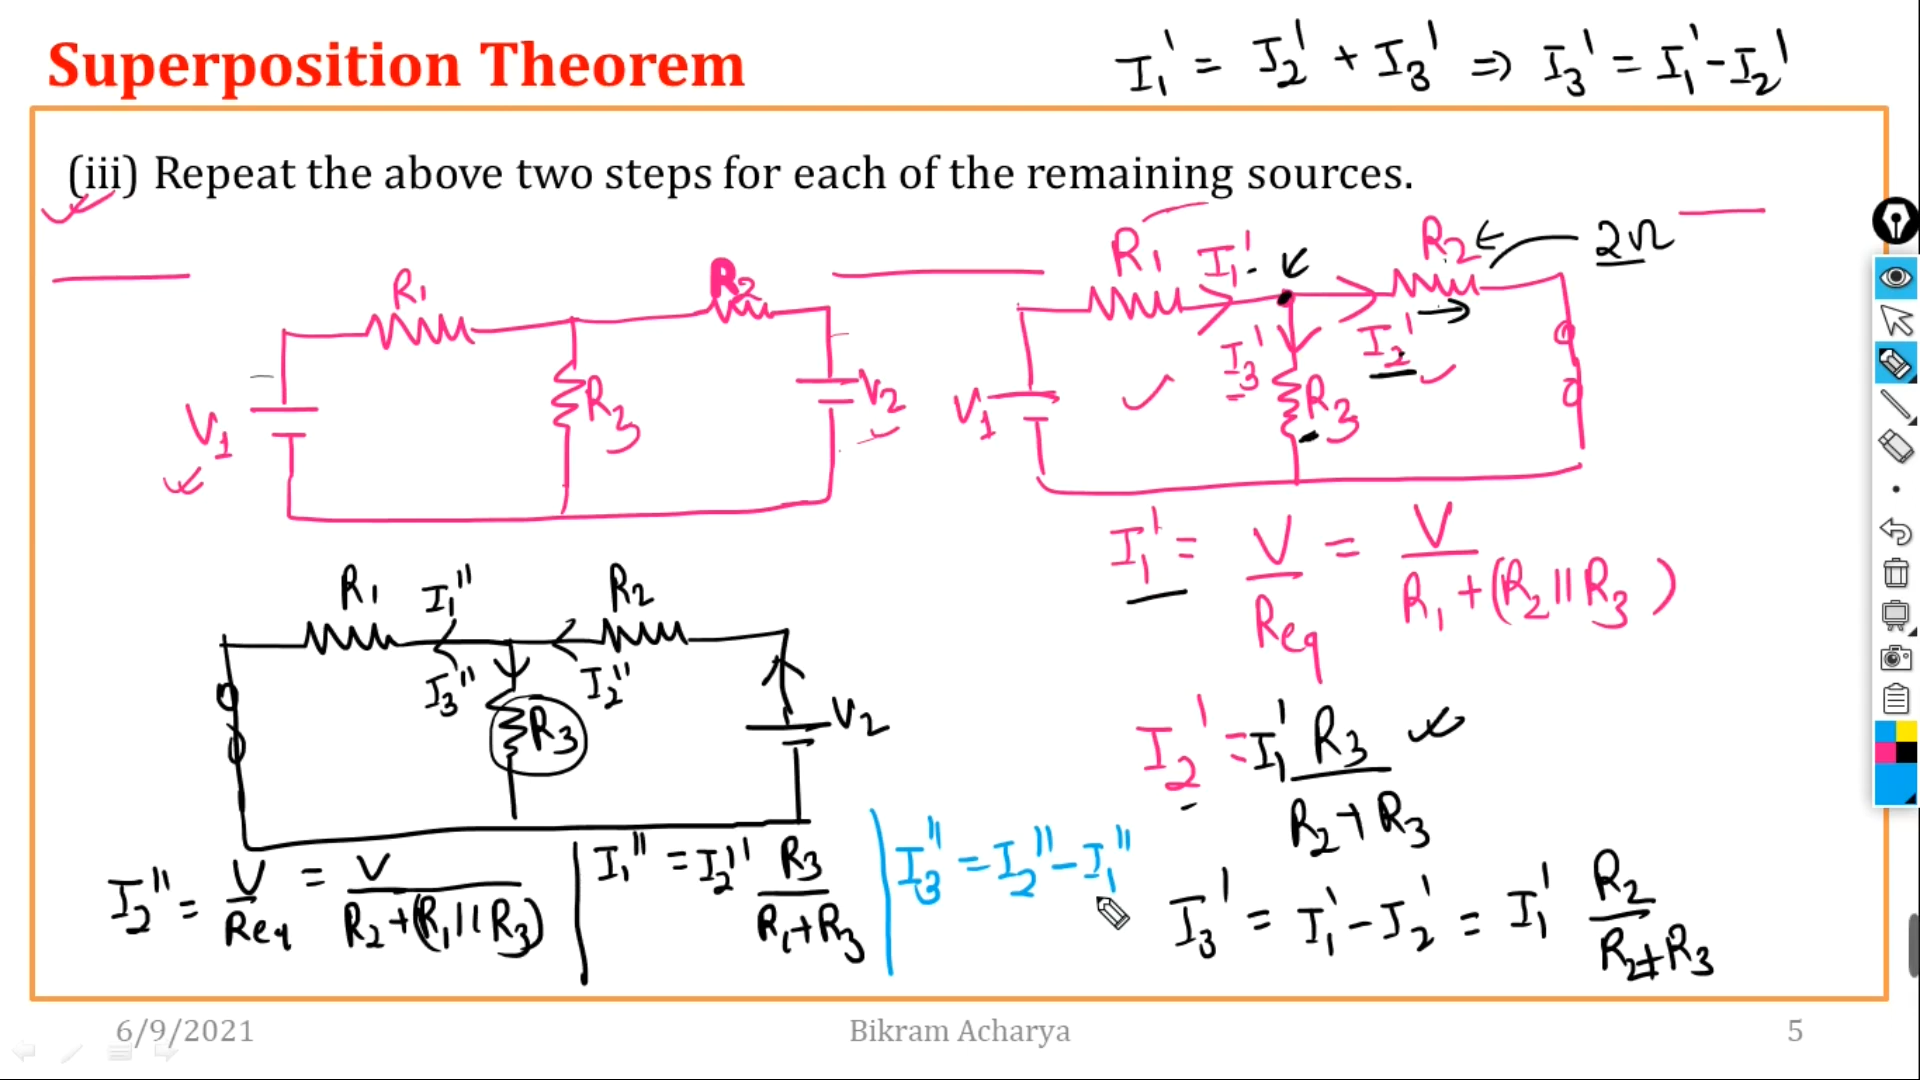 Superposition Theorem
I₁' = I₂' + I₃' => I₃' = I₁' - I₂'
(iii) Repeat the above two steps for each of the remaining sources.
R₁
R₂
V₁
R₃
V₂
R₁
I₁'
R₂
2Ω
V₁
I₃'
R₃
I₂'
I₁' = V/Req = V/(R₁ + (R₂ || R₃))
R₁
I₁''
R₂
I₃''
I₂''
R₃
V₂
I₂' = I₁' R₃/(R₂ + R₃)
I₂'' = V/Req = V/(R₂ + (R₁ || R₃))
I₁'' = I₂'' R₃/(R₁ + R₃)
I₃'' = I₂'' - I₁''
I₃' = I₁' - I₂' = I₁' R₂/(R₂ + R₃)
6/9/2021
Bikram Acharya
5